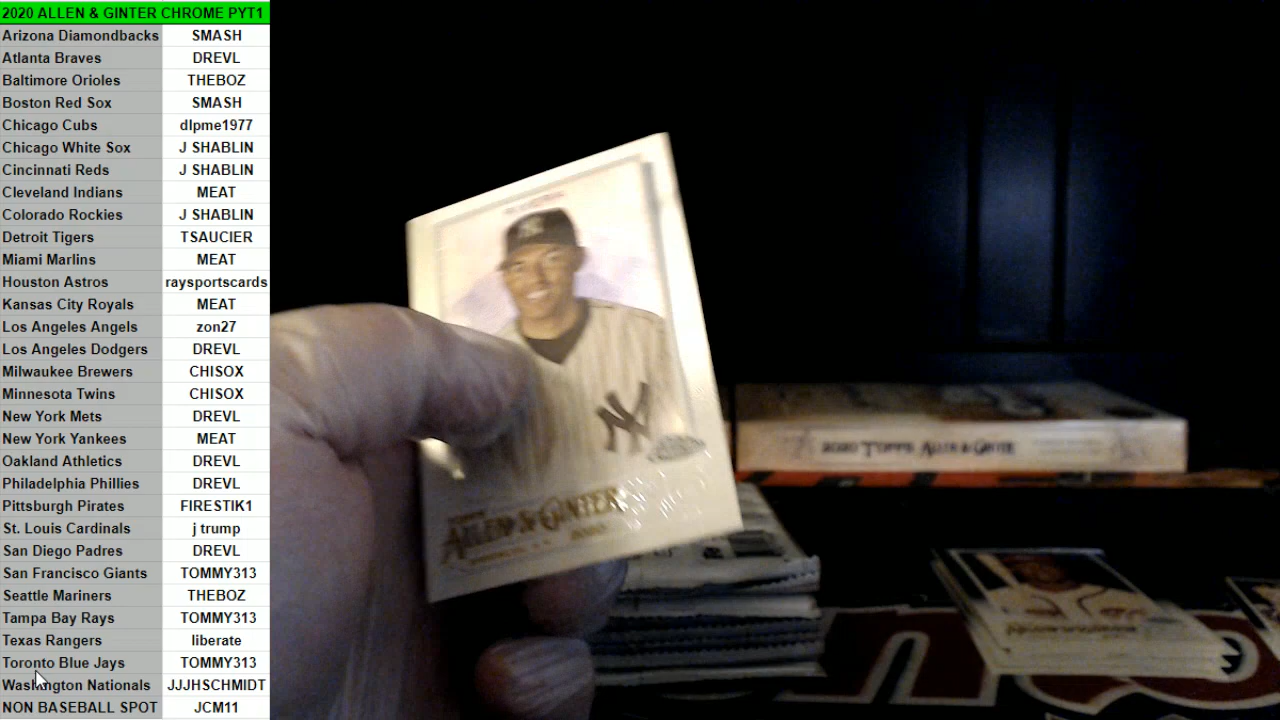 2020 ALLEN & GINTER CHROME PYT1
Arizona Diamondbacks SMASH
Atlanta Braves DREVL
Baltimore Orioles THEBOZ
Boston Red Sox SMASH
Chicago Cubs dlpme1977
Chicago White Sox J SHABLIN
Cincinnati Reds J SHABLIN
Cleveland Indians MEAT
Colorado Rockies J SHABLIN
Detroit Tigers TSAUCIER
Miami Marlins MEAT
Houston Astros raysportscards
Kansas City Royals MEAT
Los Angeles Angels zon27
Los Angeles Dodgers DREVL
Milwaukee Brewers CHISOX
Minnesota Twins CHISOX
New York Mets DREVL
New York Yankees MEAT
Oakland Athletics DREVL
Philadelphia Phillies DREVL
Pittsburgh Pirates FIRESTIK1
St. Louis Cardinals j trump
San Diego Padres DREVL
San Francisco Giants TOMMY313
Seattle Mariners THEBOZ
Tampa Bay Rays TOMMY313
Texas Rangers liberate
Toronto Blue Jays TOMMY313
Washington Nationals JJJHSCHMIDT
NON BASEBALL SPOT JCM11
NY
NY
ALLEN & GINTER
2020 TOPPS ALLEN & GINTER